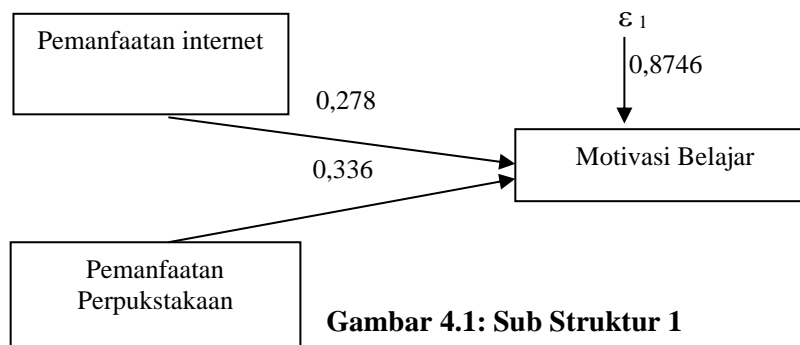 Pemanfaatan internet
ε 1
0,8746
0,278
Motivasi Belajar
0,336
Pemanfaatan
Perpukstakaan
Gambar 4.1: Sub Struktur 1